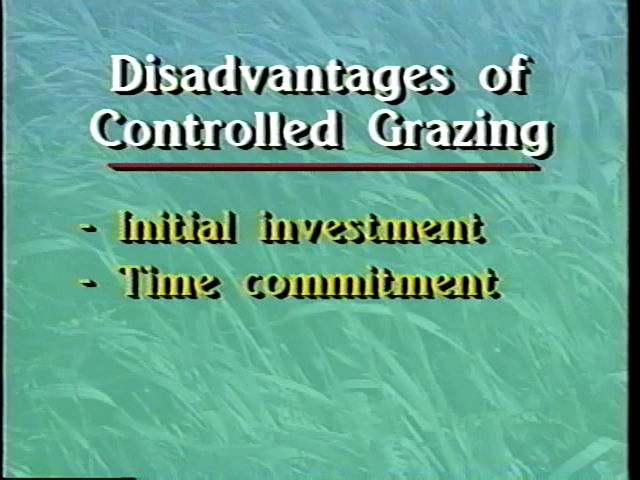 Disadvantages of
Controlled Grazing
- Initial investment
- Time commitment